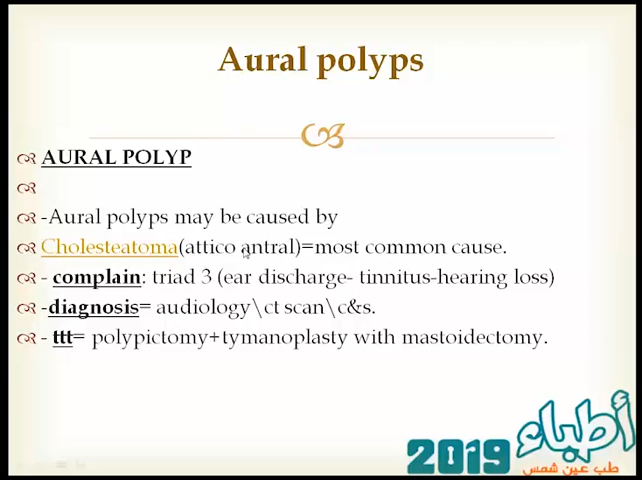 Aural polyps
AURAL POLYP
-Aural polyps may be caused by
Cholesteatoma(attico antral)=most common cause.
- complain: triad 3 (ear discharge- tinnitus-hearing loss)
-diagnosis= audiology\ct scan\c&s.
- ttt= polypictomy+tymanoplasty with mastoidectomy.
أطباء
2019
طب عين شمس